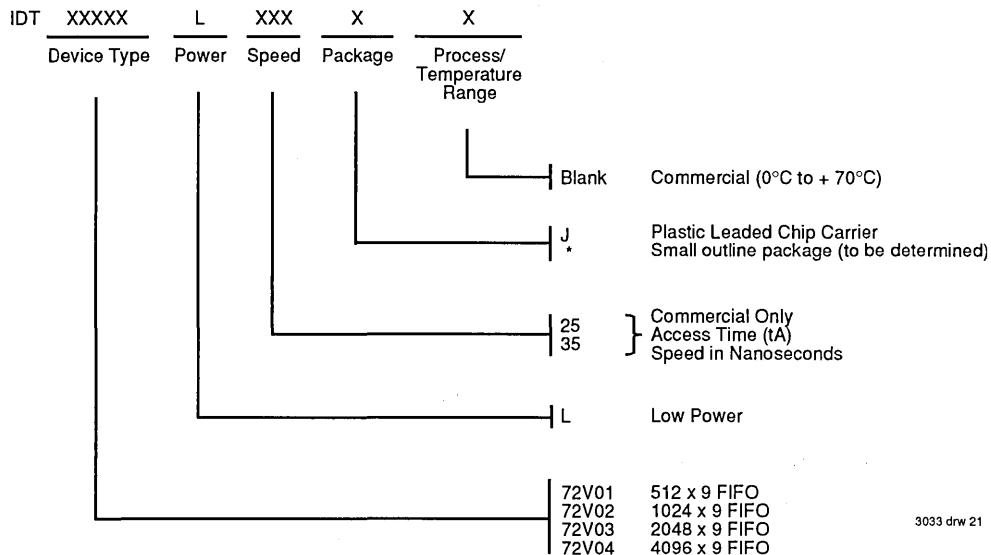 IDT XXXXX L XXX X X
Device Type Power Speed Package Process/
Temperature
Range
Blank Commercial (0°C to + 70°C)
J Plastic Leaded Chip Carrier
* Small outline package (to be determined)
Commercial Only
25 Access Time (tA)
35 Speed in Nanoseconds
L Low Power
72V01 512 x 9 FIFO
72V02 1024 x 9 FIFO
72V03 2048 x 9 FIFO
72V04 4096 x 9 FIFO
3033 drw 21